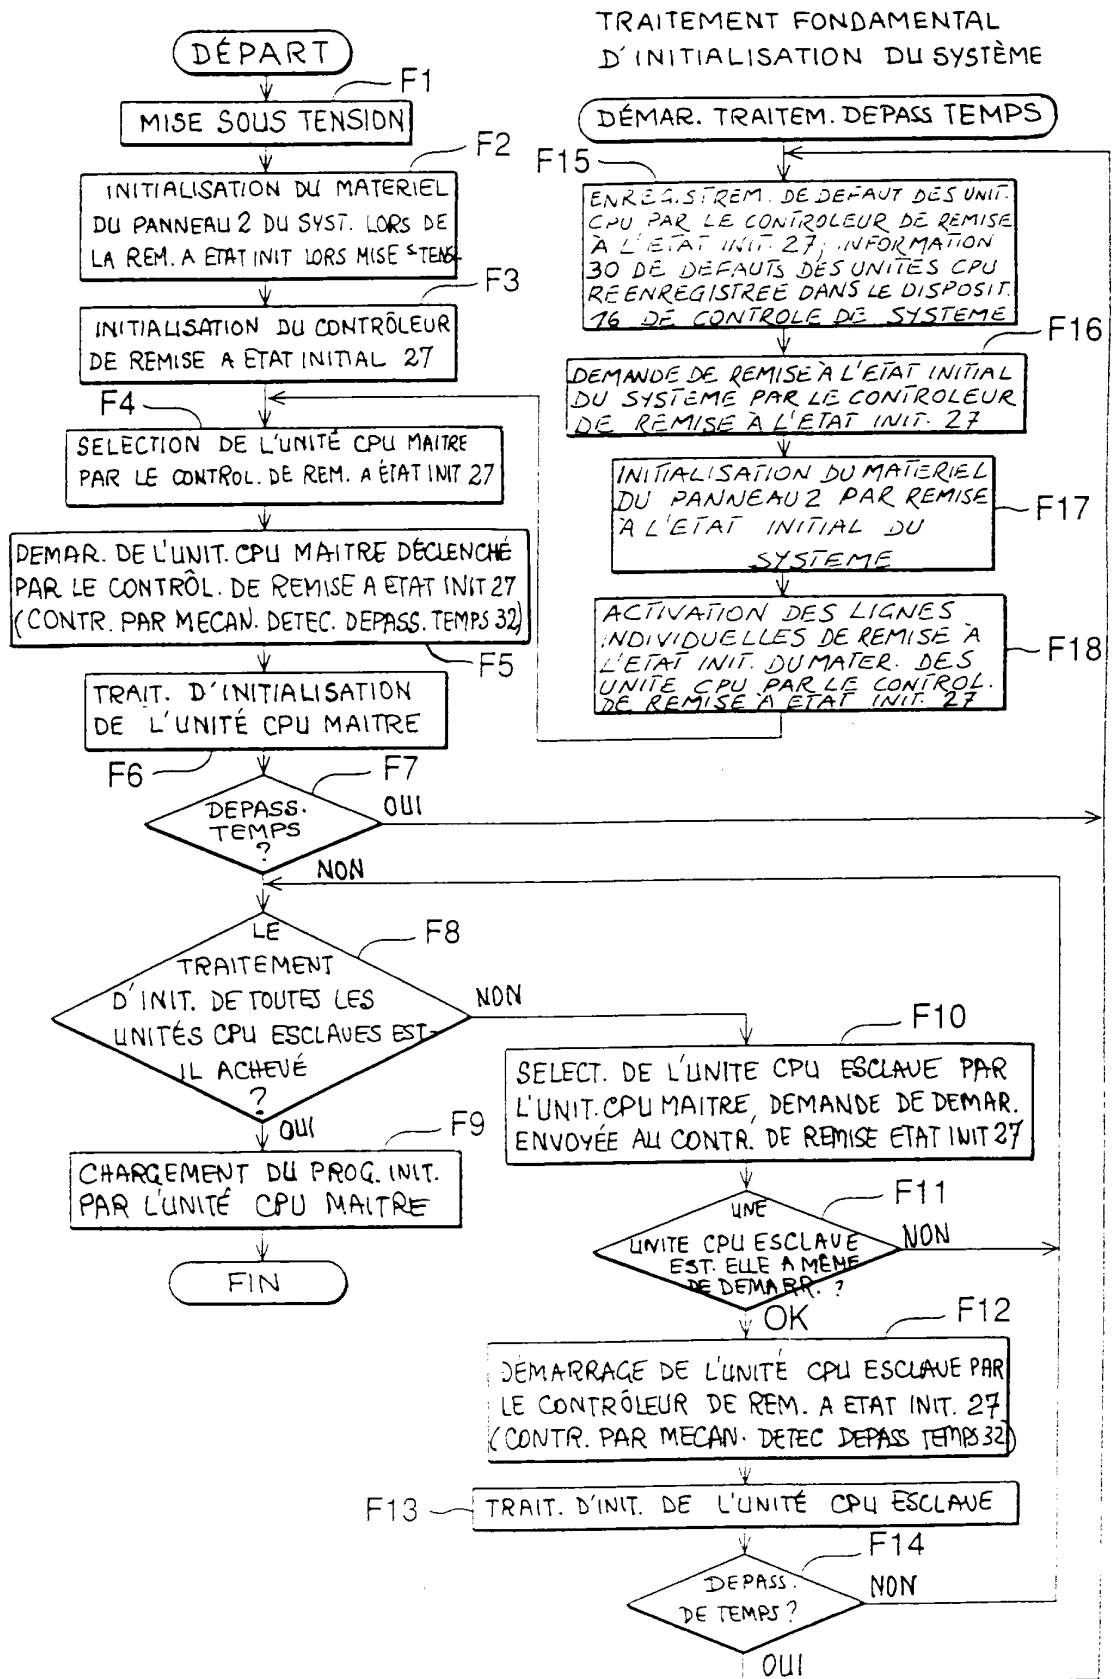 TRAITEMENT FONDAMENTAL
D'INITIALISATION DU SYSTÈME
DÉPART
F1
MISE SOUS TENSION
F2
INITIALISATION DU MATERIEL
DU PANNEAU 2 DU SYST. LORS DE
LA REM. A ETAT INIT LORS MISE S TENS
F3
INITIALISATION DU CONTRÔLEUR
DE REMISE A ETAT INITIAL 27
F4
SELECTION DE L'UNITÉ CPU MAITRE
PAR LE CONTROL. DE REM. A ÉTAT INIT 27
DEMAR. DE L'UNIT. CPU MAITRE DÉCLENCHÉ
PAR LE CONTRÔL. DE REMISE A ETAT INIT 27
(CONTR. PAR MECAN. DETEC. DEPASS. TEMPS 32)
F5
TRAIT. D'INITIALISATION
DE L'UNITÉ CPU MAITRE
F6
F7
DEPASS.
TEMPS
?
OUI
NON
F8
LE
TRAITEMENT
D'INIT. DE TOUTES LES
UNITÉS CPU ESCLAVES EST-
IL ACHEVÉ
?
NON
OUI
F9
CHARGEMENT DU PROG. INIT.
PAR L'UNITÉ CPU MAITRE
FIN
F10
SELECT. DE L'UNITE CPU ESCLAVE PAR
L'UNIT. CPU MAITRE, DEMANDE DE DEMAR.
ENVOYÉE AU CONTR. DE REMISE ETAT INIT 27
F11
UNE
UNITE CPU ESCLAVE
EST. ELLE A MÊME
DE DEMARR. ?
NON
OK
F12
DÉMARRAGE DE L'UNITÉ CPU ESCLAVE PAR
LE CONTRÔLEUR DE REM. A ETAT INIT. 27
(CONTR. PAR MECAN. DETEC DEPASS TEMPS 32)
F13
TRAIT. D'INIT. DE L'UNITÉ CPU ESCLAVE
F14
DEPASS.
DE TEMPS ?
NON
OUI
DÉMAR. TRAITEM. DEPASS TEMPS
F15
ENREGISTREM. DE DEFAUT DES UNIT.
CPU PAR LE CONTROLEUR DE REMISE
À L'ETAT INIT. 27; INFORMATION
30 DE DEFAUTS DES UNITÉS CPU
REENREGISTREE DANS LE DISPOSIT.
16 DE CONTROLE DE SYSTEME
F16
DEMANDE DE REMISE À L'ETAT INITIAL
DU SYSTEME PAR LE CONTROLEUR
DE REMISE À L'ETAT INIT. 27
INITIALISATION DU MATERIEL
DU PANNEAU 2 PAR REMISE
À L'ETAT INITIAL DU
SYSTEME
F17
ACTIVATION DES LIGNES
INDIVIDUELLES DE REMISE À
L'ETAT INIT. DU MATER. DES
UNITE CPU PAR LE CONTROL.
DE REMISE À ETAT INIT. 27
F18